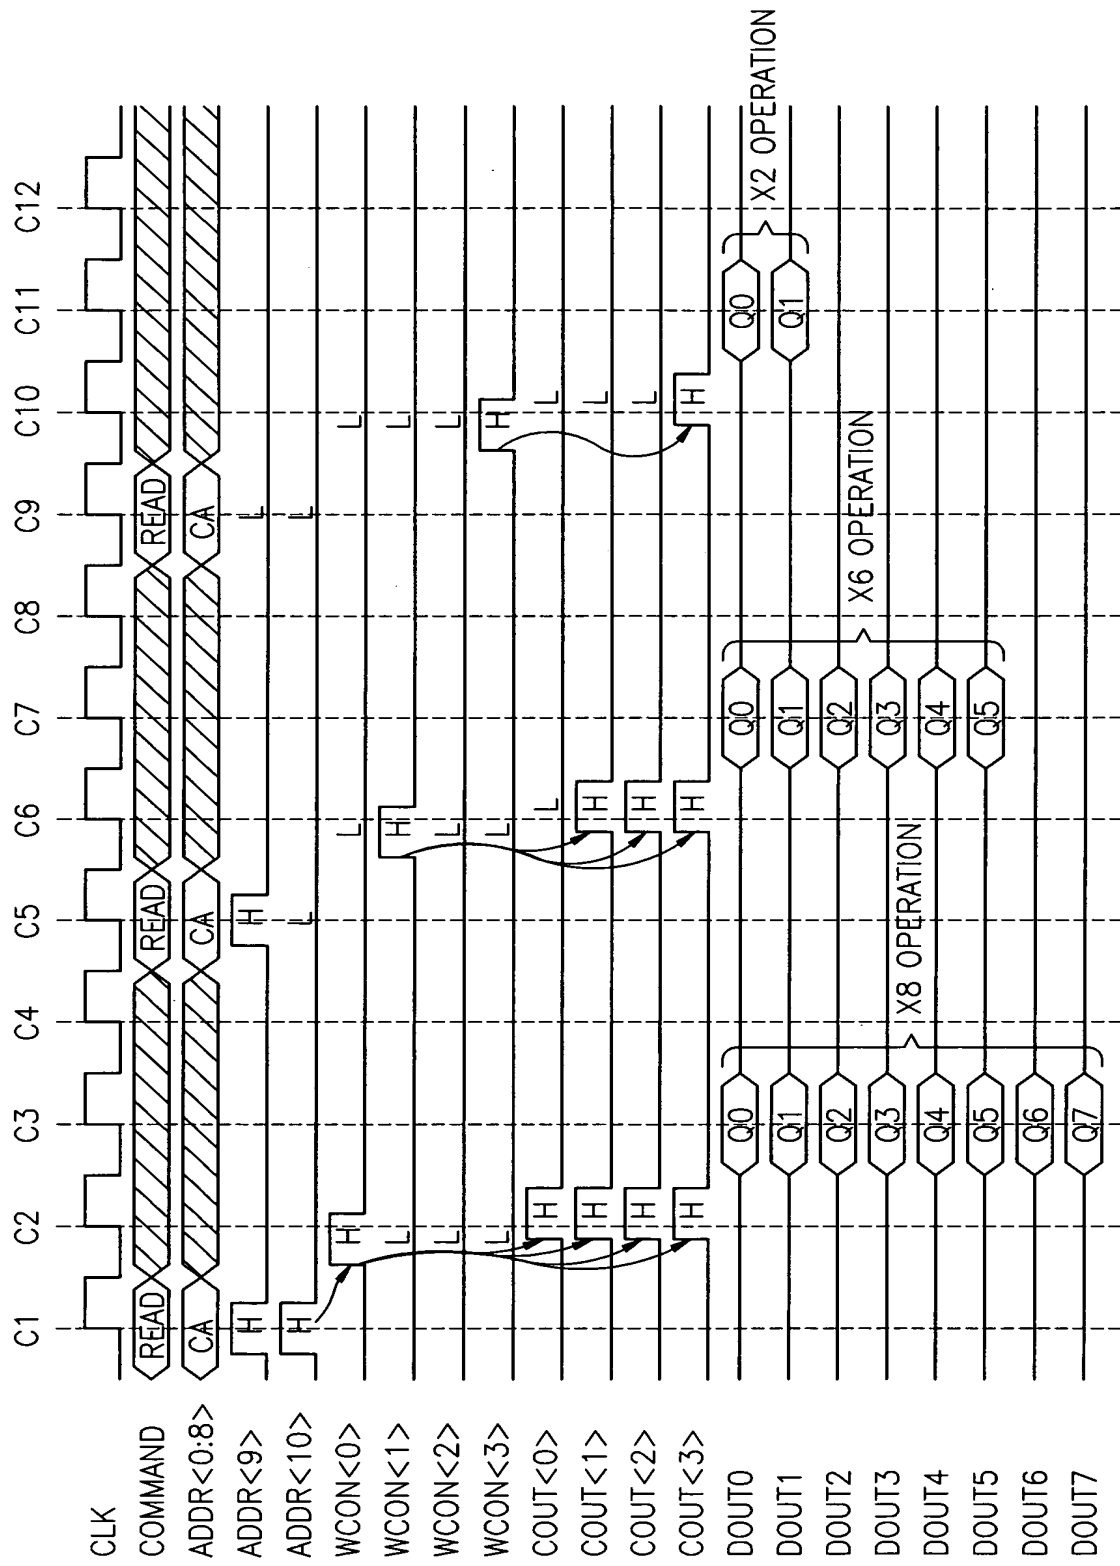 C1 C2 C3 C4 C5 C6 C7 C8 C9 C10 C11 C12
CLK
COMMAND READ READ READ
ADDR<0:8> CA CA CA
ADDR<9> H H L
ADDR<10> H L L
WCON<0> H L L
WCON<1> L H L
WCON<2> L L L
WCON<3> L L H
COUT<0> H L L
COUT<1> H H L
COUT<2> H H L
COUT<3> H H H
DOUT0 Q0 Q0 Q0
DOUT1 Q1 Q1 Q1
DOUT2 Q2 Q2
DOUT3 Q3 Q3
DOUT4 Q4 Q4
DOUT5 Q5 Q5
DOUT6 Q6
DOUT7 Q7
X8 OPERATION
X6 OPERATION
X2 OPERATION